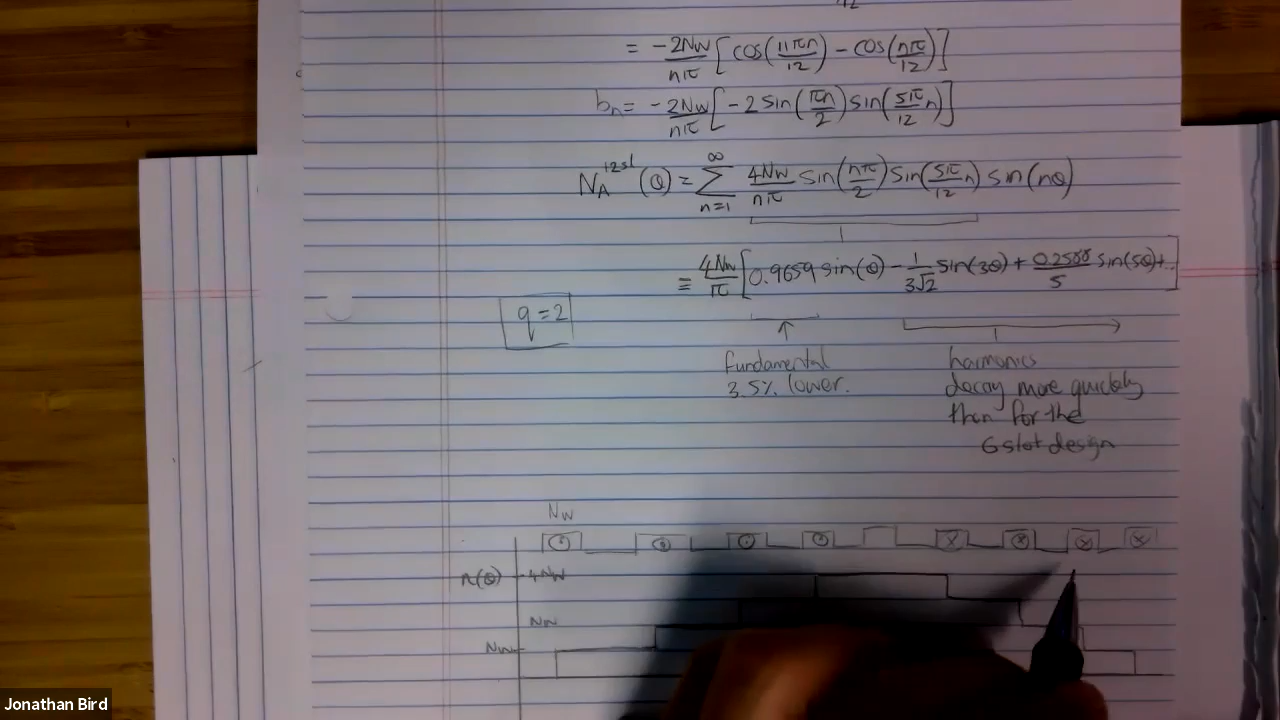 = -2Nw/nπ [cos(11πn/12) - cos(nπ/12)]
bn = -2Nw/nπ [-2 sin(πn/2) sin(5π/12 n)]
N_A^12sl (θ) = ∑_{n=1}^∞ 4Nw/nπ sin(nπ/2) sin(5π/12 n) sin(nθ)
≡ 4Nw/π [0.9659 sin(θ) - 1/3√2 sin(3θ) + 0.2588/5 sin(5θ)+...]
q=2
fundamental
3.5% lower.
harmonics
decay more quickly
than for the
6 slot design
Nw
n(θ)
4Nw
Nw
Nw
Jonathan Bird